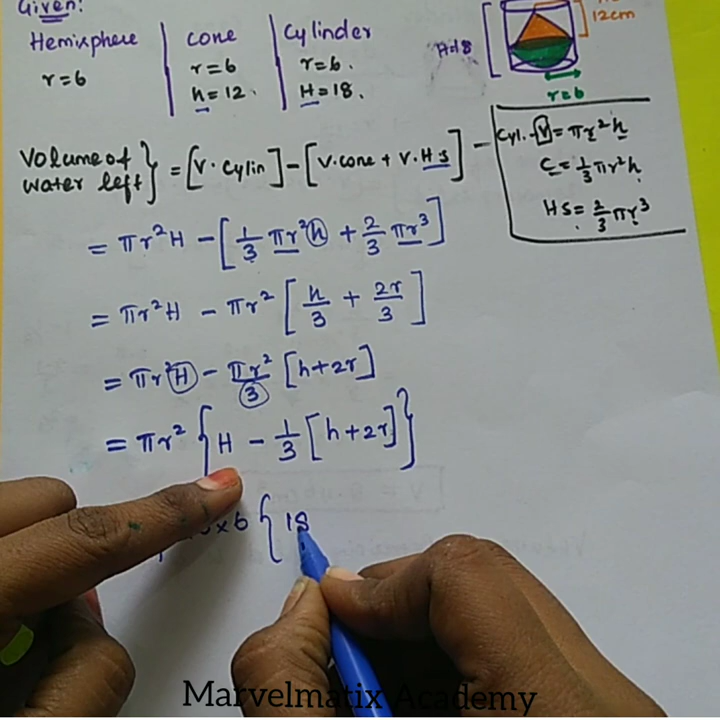 Given:
Hemisphere | cone | Cylinder
r=6 | r=6 | r=6.
h=12. | H=18.
12cm
H=18
r=6
Volume of water left } = [V. Cylin] - [V. cone + V. Hs]
Cyl. V = πr²h
C = 1/3 πr²h
HS = 2/3 πr³
= πr²H - [1/3 πr²h + 2/3 πr³]
= πr²H - πr² [h/3 + 2r/3]
= πr²H - πr²/3 [h+2r]
= πr² {H - 1/3 [h+2r]}
x 6 {18
Marvelmatix Academy